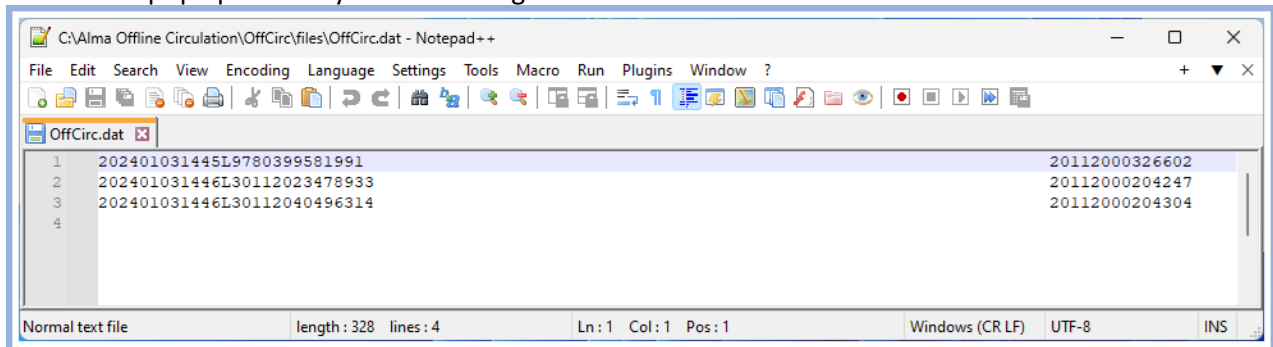 C:\Alma Offline Circulation\OffCirc\files\OffCirc.dat - Notepad++
File Edit Search View Encoding Language Settings Tools Macro Run Plugins Window ?
OffCirc.dat
1 202401031445L9780399581991 20112000326602
2 202401031446L30112023478933 20112000204247
3 202401031446L30112040496314 20112000204304
4
Normal text file length : 328 lines : 4 Ln : 1 Col : 1 Pos : 1 Windows (CR LF) UTF-8 INS